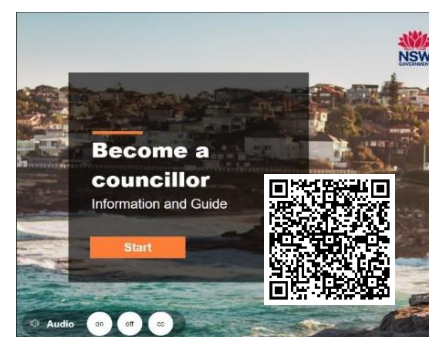 NSW
GOVERNMENT
Become a
councillor
Information and Guide
Start
Audio
on
off
cc